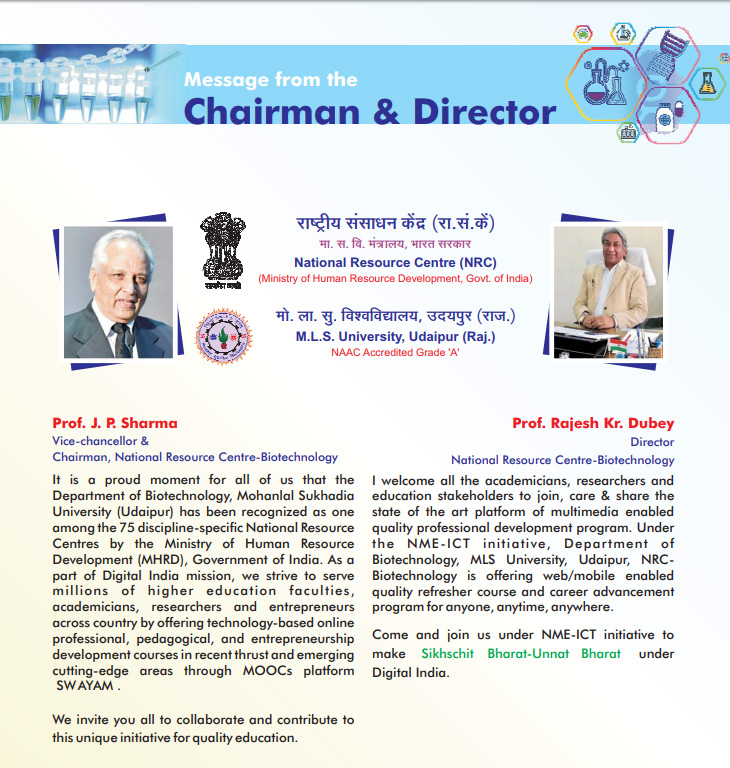 Message from the
Chairman & Director
राष्ट्रीय संसाधन केंद्र (रा.सं.कें)
मा. स. वि. मंत्रालय, भारत सरकार
National Resource Centre (NRC)
(Ministry of Human Resource Development, Govt. of India)
सत्यमेव जयते
मो. ला. सु. विश्वविद्यालय, उदयपुर (राज.)
M.L.S. University, Udaipur (Raj.)
NAAC Accredited Grade 'A'
Prof. J. P. Sharma
Vice-chancellor &
Chairman, National Resource Centre-Biotechnology
It is a proud moment for all of us that the
Department of Biotechnology, Mohanlal Sukhadia
University (Udaipur) has been recognized as one
among the 75 discipline-specific National Resource
Centres by the Ministry of Human Resource
Development (MHRD), Government of India. As a
part of Digital India mission, we strive to serve
millions of higher education faculties,
academicians, researchers and entrepreneurs
across country by offering technology-based online
professional, pedagogical, and entrepreneurship
development courses in recent thrust and emerging
cutting-edge areas through MOOCs platform
SWAYAM .
We invite you all to collaborate and contribute to
this unique initiative for quality education.
Prof. Rajesh Kr. Dubey
Director
National Resource Centre-Biotechnology
I welcome all the academicians, researchers and
education stakeholders to join, care & share the
state of the art platform of multimedia enabled
quality professional development program. Under
the NME-ICT initiative, Department of
Biotechnology, MLS University, Udaipur, NRC-
Biotechnology is offering web/mobile enabled
quality refresher course and career advancement
program for anyone, anytime, anywhere.
Come and join us under NME-ICT initiative to
make Sikhschit Bharat-Unnat Bharat under
Digital India.